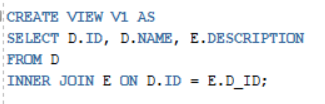 CREATE VIEW V1 AS
SELECT D.ID, D.NAME, E.DESCRIPTION
FROM D
INNER JOIN E ON D.ID = E.D_ID;